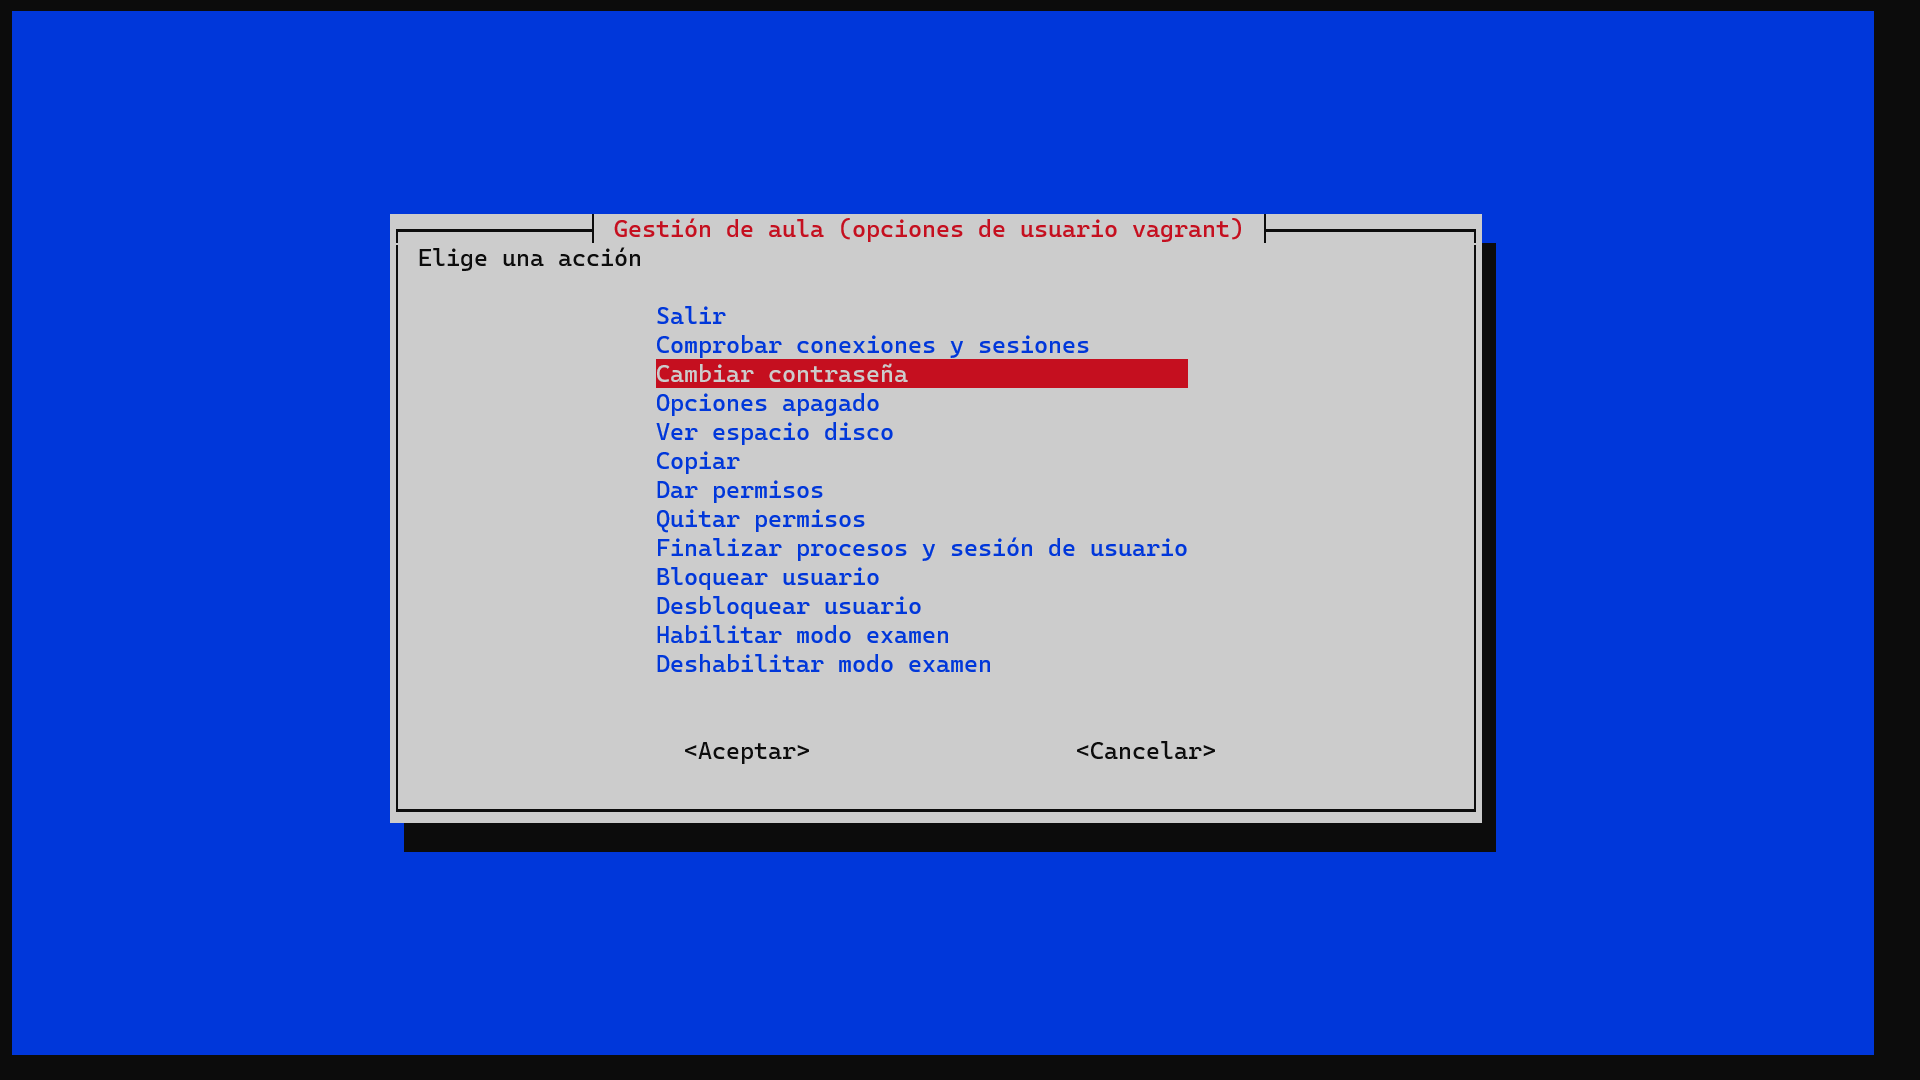 Gestión de aula (opciones de usuario vagrant)
Elige una acción
Salir
Comprobar conexiones y sesiones
Cambiar contraseña
Opciones apagado
Ver espacio disco
Copiar
Dar permisos
Quitar permisos
Finalizar procesos y sesión de usuario
Bloquear usuario
Desbloquear usuario
Habilitar modo examen
Deshabilitar modo examen
<Aceptar> <Cancelar>